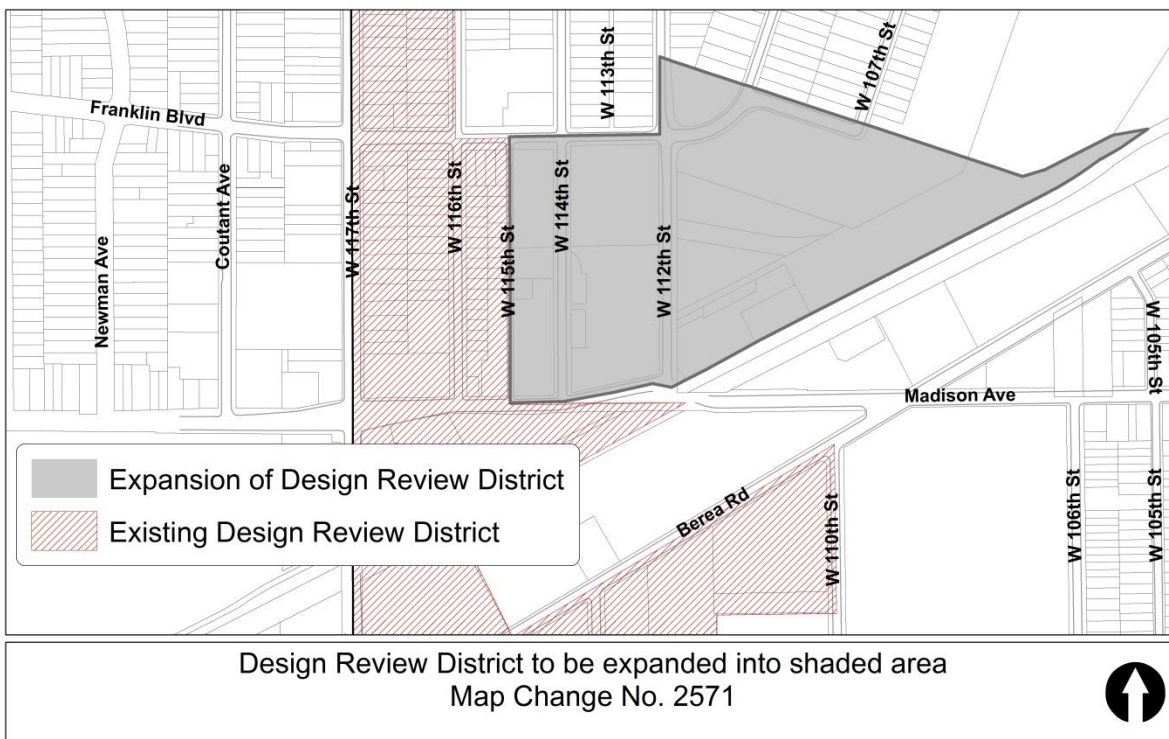 W 113th St
W 107th St
Franklin Blvd
Newman Ave
Coutant Ave
W 117th St
W 116th St
W 115th St
W 114th St
W 112th St
W 105th St
Madison Ave
Expansion of Design Review District
Existing Design Review District
Berea Rd
W 110th St
W 106th St
W 105th St
Design Review District to be expanded into shaded area
Map Change No. 2571